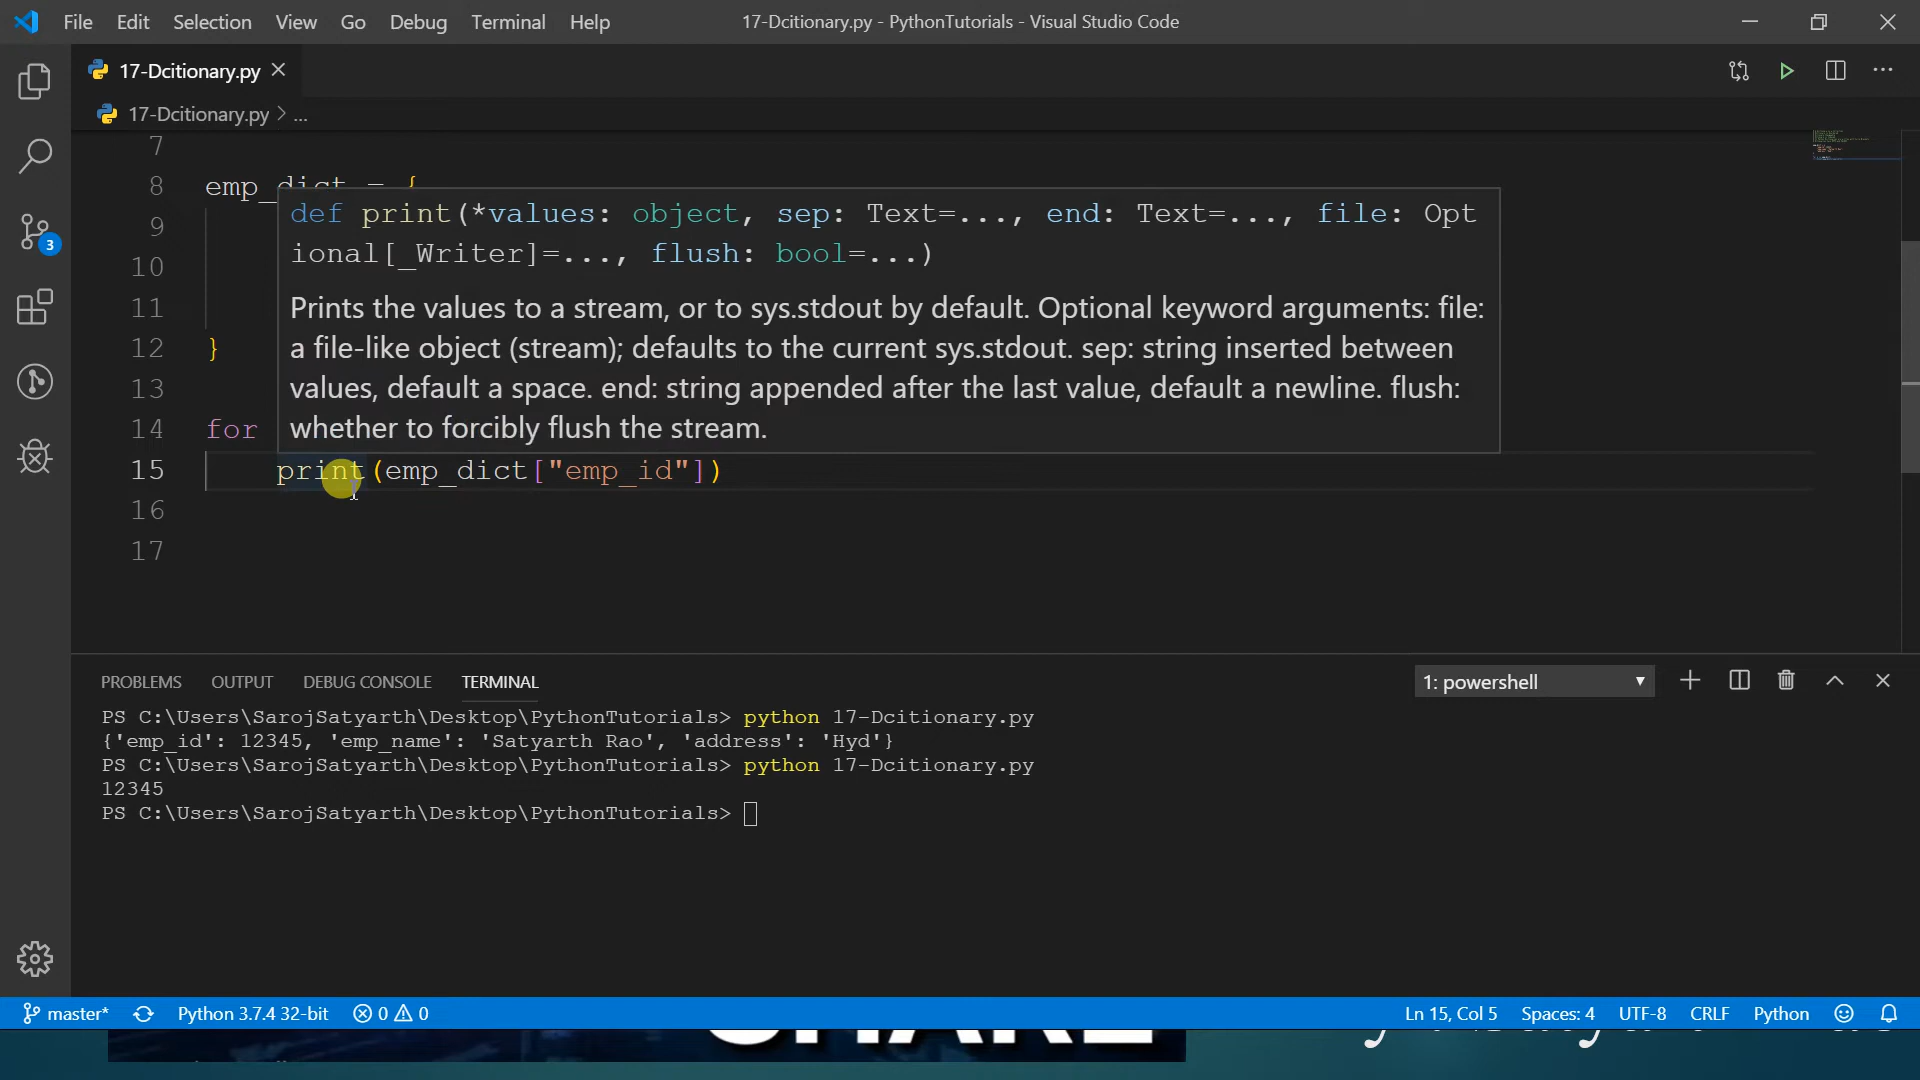 File Edit Selection View Go Debug Terminal Help
17-Dcitionary.py - PythonTutorials - Visual Studio Code
17-Dcitionary.py
17-Dcitionary.py > ...
7
8 emp_dict = {
def print(*values: object, sep: Text=..., end: Text=..., file: Opt
9
ional[_Writer]=..., flush: bool=...)
10
11 Prints the values to a stream, or to sys.stdout by default. Optional keyword arguments: file:
12 } a file-like object (stream); defaults to the current sys.stdout. sep: string inserted between
13 values, default a space. end: string appended after the last value, default a newline. flush:
14 for whether to forcibly flush the stream.
15 print(emp_dict["emp_id"])
16
17
3
PROBLEMS OUTPUT DEBUG CONSOLE TERMINAL 1: powershell
PS C:\Users\SarojSatyarth\Desktop\PythonTutorials> python 17-Dcitionary.py
{'emp_id': 12345, 'emp_name': 'Satyarth Rao', 'address': 'Hyd'}
PS C:\Users\SarojSatyarth\Desktop\PythonTutorials> python 17-Dcitionary.py
12345
PS C:\Users\SarojSatyarth\Desktop\PythonTutorials>
master* Python 3.7.4 32-bit 0 0 Ln 15, Col 5 Spaces: 4 UTF-8 CRLF Python